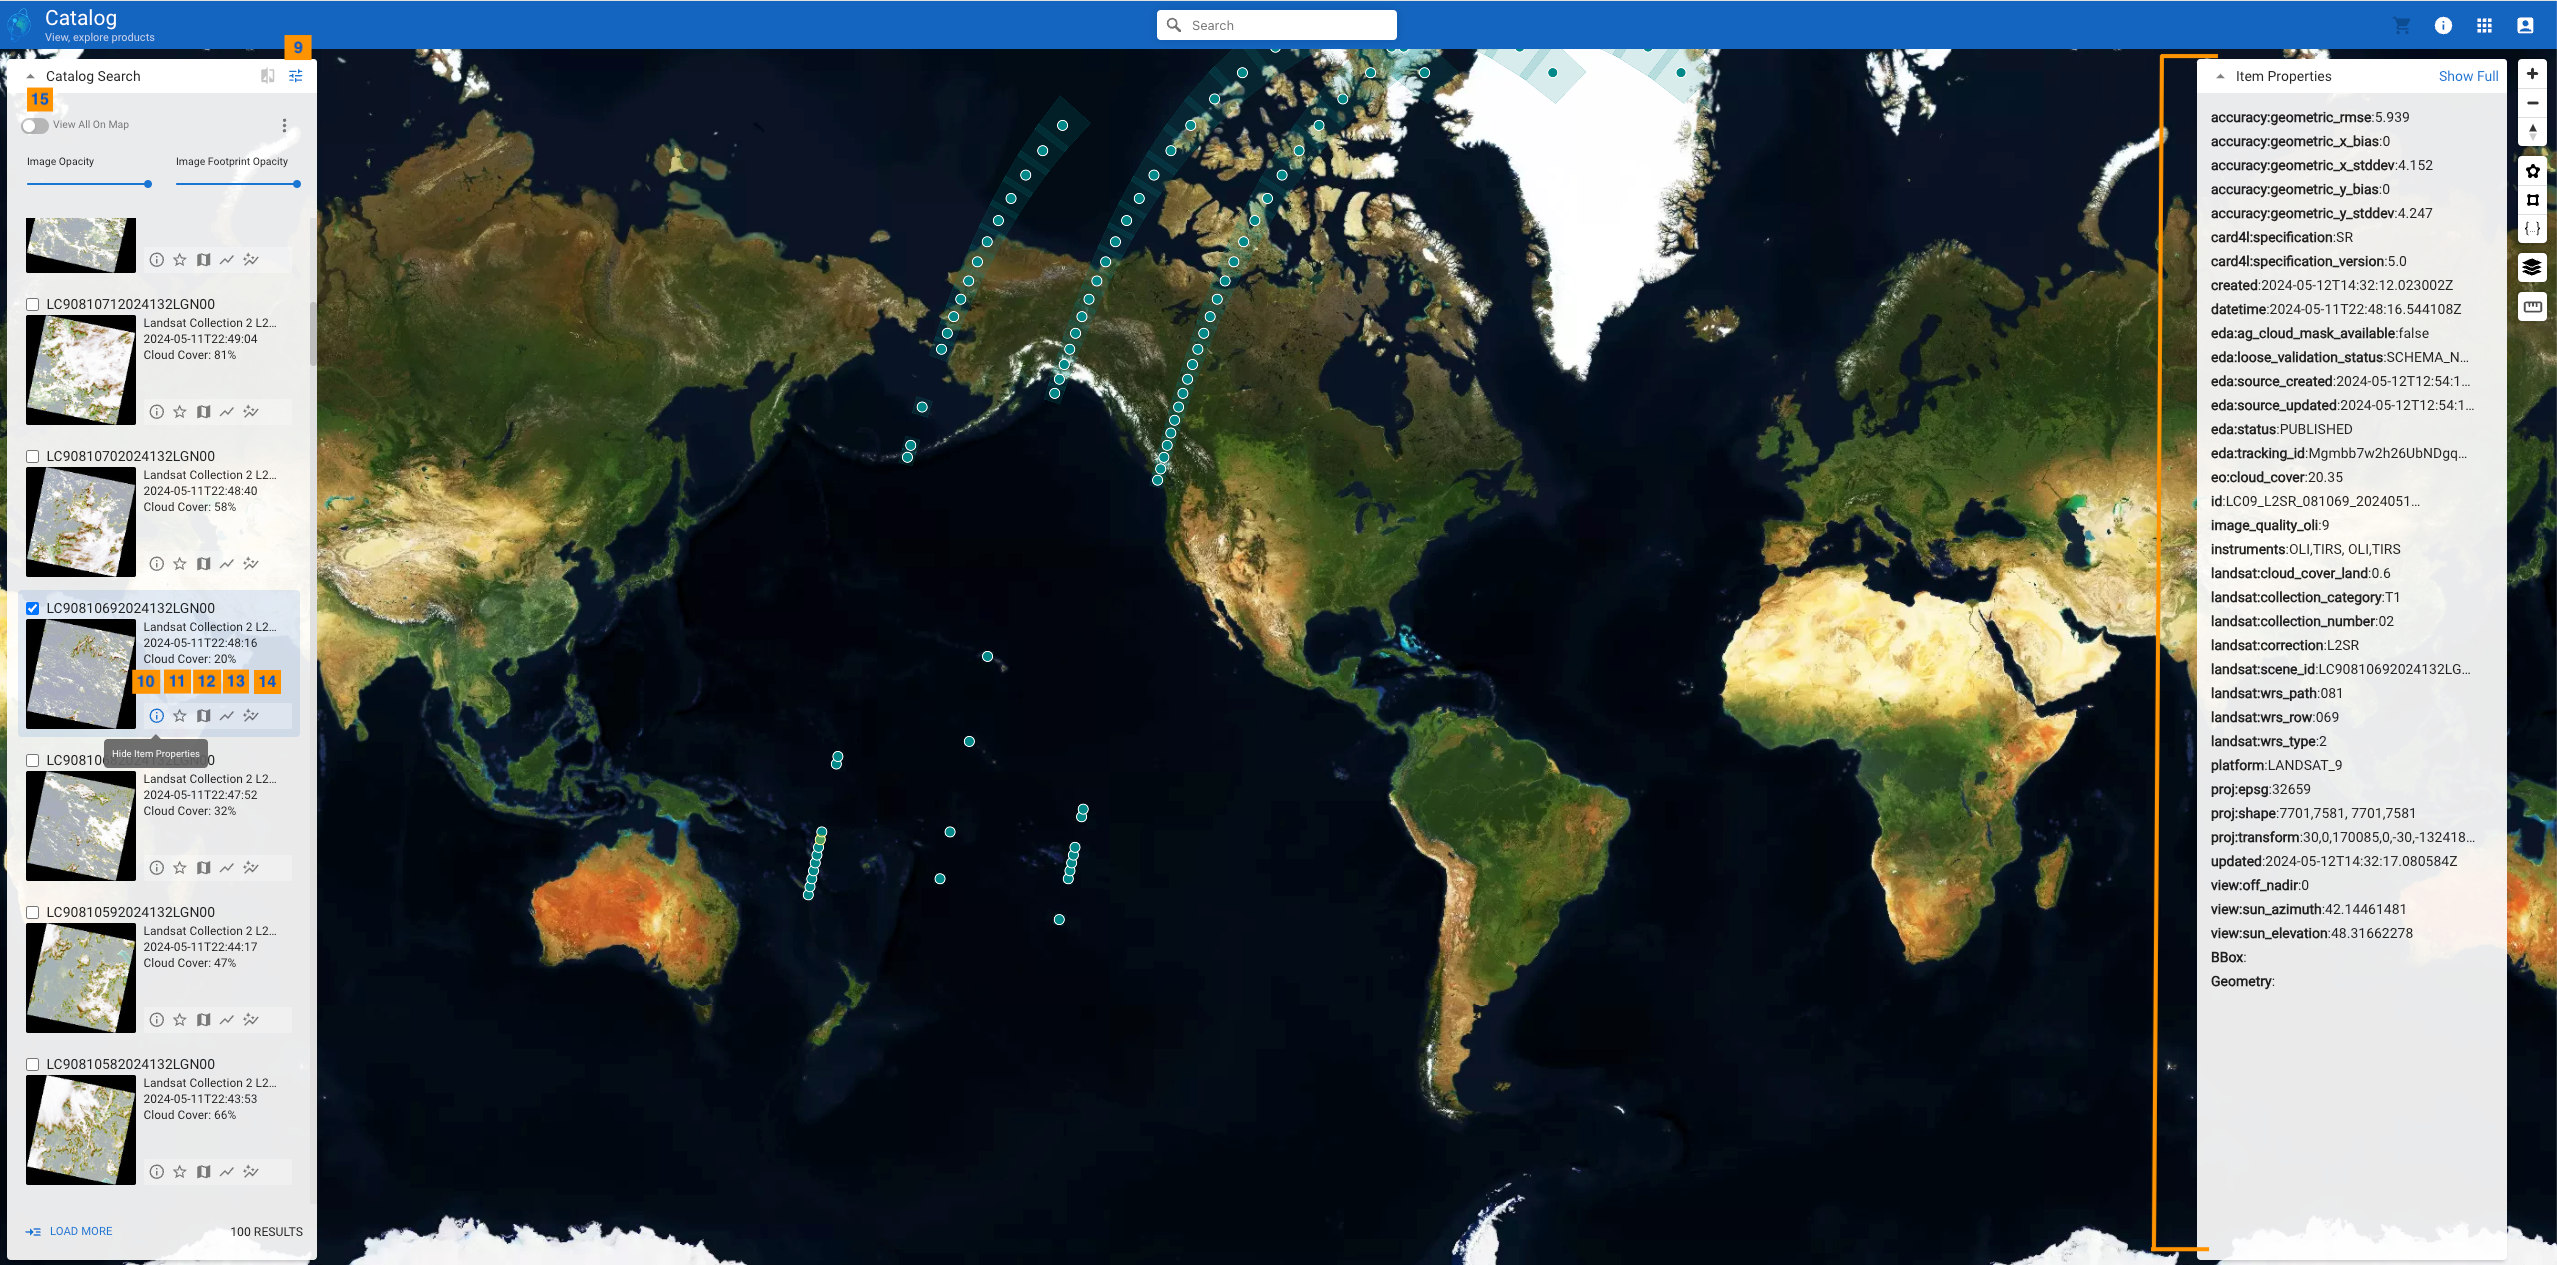 Catalog
View, explore products
Search
9
Catalog Search
15
View All On Map
Image Opacity
Image Footprint Opacity
LC90810712024132LGN00
Landsat Collection 2 L2...
2024-05-11T22:49:04
Cloud Cover: 81%
LC90810702024132LGN00
Landsat Collection 2 L2...
2024-05-11T22:48:40
Cloud Cover: 58%
LC90810692024132LGN00
Landsat Collection 2 L2...
2024-05-11T22:48:16
Cloud Cover: 20%
10 11 12 13 14
Hide Item Properties
Landsat Collection 2 L2...
2024-05-11T22:47:52
Cloud Cover: 32%
LC90810592024132LGN00
Landsat Collection 2 L2...
2024-05-11T22:44:17
Cloud Cover: 47%
LC90810582024132LGN00
Landsat Collection 2 L2...
2024-05-11T22:43:53
Cloud Cover: 66%
LOAD MORE
100 RESULTS
Item Properties
Show Full
accuracy:geometric_rmse:5.939
accuracy:geometric_x_bias:0
accuracy:geometric_x_stddev:4.152
accuracy:geometric_y_bias:0
accuracy:geometric_y_stddev:4.247
card4l:specification:SR
card4l:specification_version:5.0
created:2024-05-12T14:32:12.023002Z
datetime:2024-05-11T22:48:16.544108Z
eda:ag_cloud_mask_available:false
eda:loose_validation_status:SCHEMA_N...
eda:source_created:2024-05-12T12:54:1...
eda:source_updated:2024-05-12T12:54:1...
eda:status:PUBLISHED
eda:tracking_id:Mgmbb7w2h26UbNDgq...
eo:cloud_cover:20.35
id:LC09_L2SR_081069_2024051...
image_quality_oli:9
instruments:OLI,TIRS, OLI,TIRS
landsat:cloud_cover_land:0.6
landsat:collection_category:T1
landsat:collection_number:02
landsat:correction:L2SR
landsat:scene_id:LC90810692024132LG...
landsat:wrs_path:081
landsat:wrs_row:069
landsat:wrs_type:2
platform:LANDSAT_9
proj:epsg:32659
proj:shape:7701,7581, 7701,7581
proj:transform:30,0,170085,0,-30,-132418...
updated:2024-05-12T14:32:17.080584Z
view:off_nadir:0
view:sun_azimuth:42.14461481
view:sun_elevation:48.31662278
BBox:
Geometry:
{..}